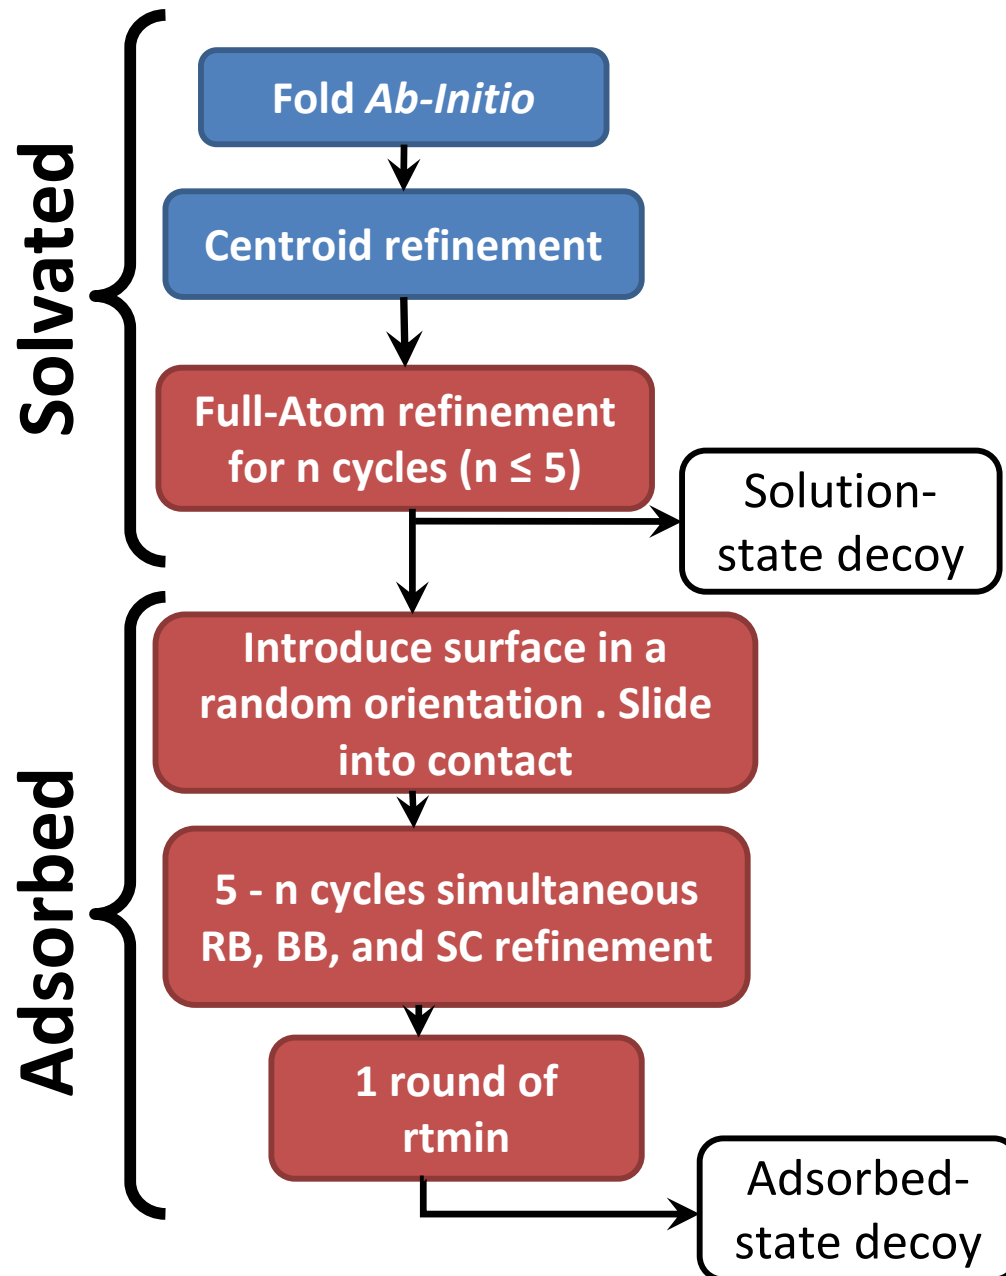 Solvated
Fold Ab-Initio
Centroid refinement
Full-Atom refinement
for n cycles (n ≤ 5)
Solution-
state decoy
Adsorbed
Introduce surface in a
random orientation . Slide
into contact
5 - n cycles simultaneous
RB, BB, and SC refinement
1 round of
rtmin
Adsorbed-
state decoy